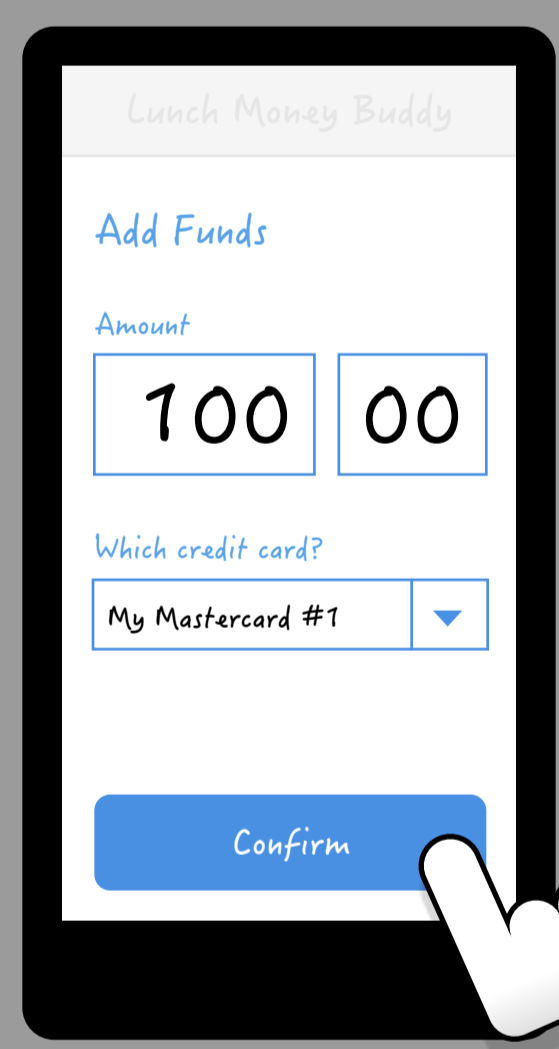 Lunch Money Buddy
Add Funds
Amount
100 00
Which credit card?
My Mastercard #1
Confirm